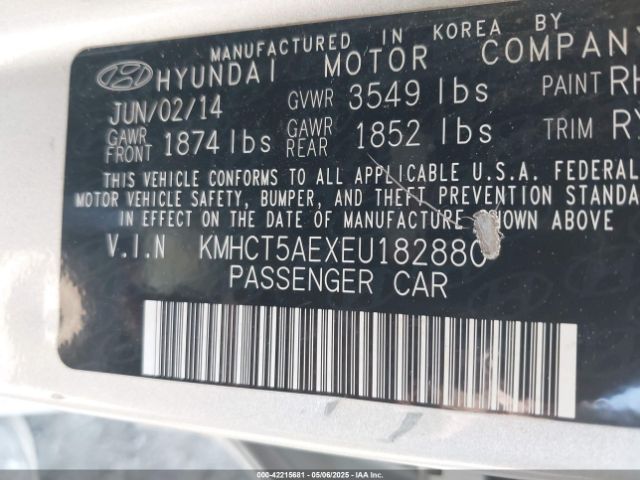 MANUFACTURED IN KOREA BY
HYUNDAI MOTOR COMPANY
JUN/02/14 GVWR 3549 lbs PAINT
GAWR FRONT 1874 lbs GAWR REAR 1852 lbs TRIM
THIS VEHICLE CONFORMS TO ALL APPLICABLE U.S.A. FEDERAL
MOTOR VEHICLE SAFETY, BUMPER, AND THEFT PREVENTION STANDA
IN EFFECT ON THE DATE OF MANUFACTURE SHOWN ABOVE
V.I.N KMHCT5AEXEU182880
PASSENGER CAR
000-42215681 - 05/06/2025 - IAA Inc.